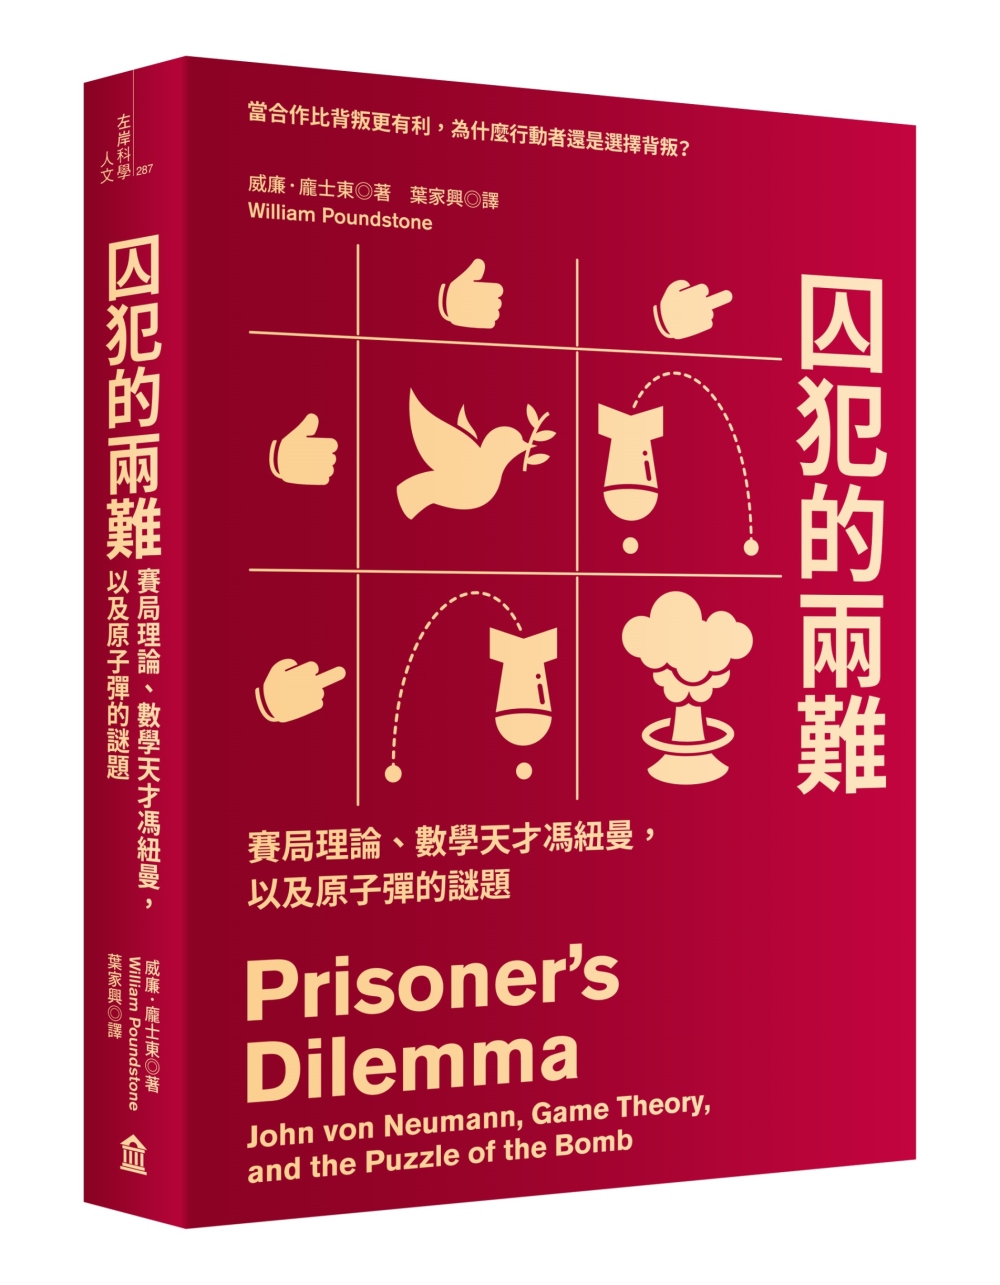 當合作比背叛更有利，為什麼行動者還是選擇背叛？
威廉·龐士東◎著　葉家興◎譯
William Poundstone
囚犯的兩難
賽局理論、數學天才馮紐曼，
以及原子彈的謎題
Prisoner's
Dilemma
John von Neumann, Game Theory,
and the Puzzle of the Bomb
左岸科學
人文
287
囚犯的兩難
賽局理論、數學天才馮紐曼，
以及原子彈的謎題
威廉·龐士東◎著
William Poundstone
葉家興◎譯